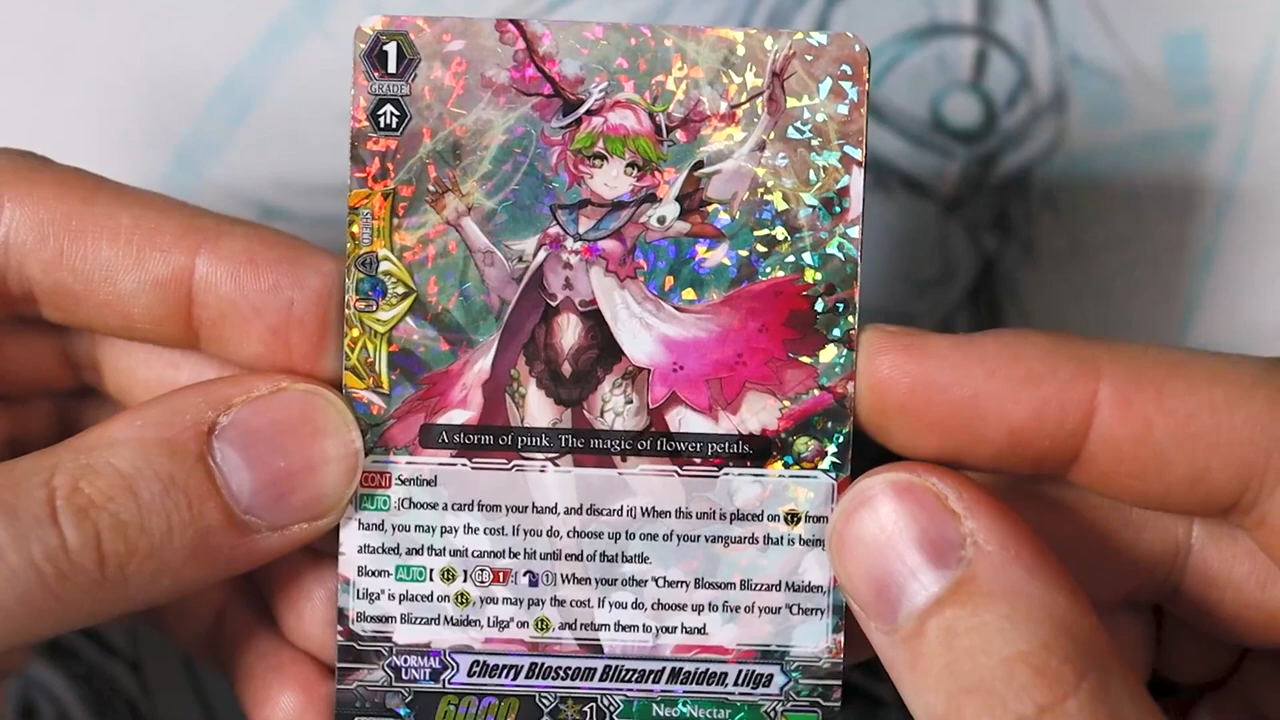 1
GRADE
SHIELD
A storm of pink. The magic of flower petals.
CONT :Sentinel
AUTO :[Choose a card from your hand, and discard it] When this unit is placed on from
hand, you may pay the cost. If you do, choose up to one of your vanguards that is being
attacked, and that unit cannot be hit until end of that battle.
Bloom- AUTO [ ] GB 1 :[ 1 ] When your other "Cherry Blossom Blizzard Maiden,
Lilga" is placed on , you may pay the cost. If you do, choose up to five of your "Cherry
Blossom Blizzard Maiden, Lilga" on , and return them to your hand.
NORMAL
UNIT
Cherry Blossom Blizzard Maiden, Lilga
6000
1
Neo Nectar